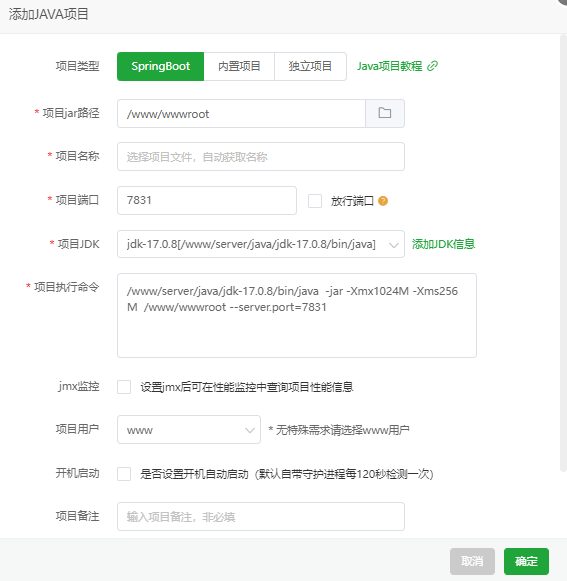 添加JAVA项目
项目类型 SpringBoot 内置项目 独立项目 Java项目教程
* 项目jar路径 /www/wwwroot
* 项目名称 选择项目文件，自动获取名称
* 项目端口 7831 放行端口 ?
* 项目JDK jdk-17.0.8[/www/server/java/jdk-17.0.8/bin/java] 添加JDK信息
* 项目执行命令 /www/server/java/jdk-17.0.8/bin/java -jar -Xmx1024M -Xms256
M /www/wwwroot --server.port=7831
jmx监控 设置jmx后可在性能监控中查询项目性能信息
项目用户 www * 无特殊需求请选择www用户
开机启动 是否设置开机自动启动（默认自带守护进程每120秒检测一次）
项目备注 输入项目备注，非必填
取消 确定